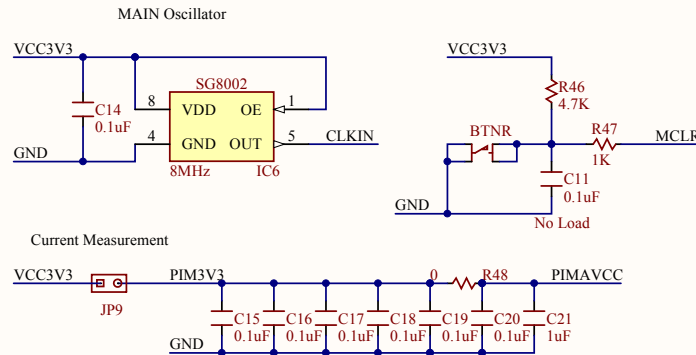 MAIN Oscillator
VCC3V3
SG8002
C14
0.1uF
8 VDD OE 1
4 GND OUT 5 CLKIN
GND
8MHz IC6
VCC3V3
R46
4.7K
BTNR
R47
MCLR
1K
C11
0.1uF
GND
No Load
Current Measurement
VCC3V3 PIM3V3 0 R48 PIMAVCC
JP9
C15 C16 C17 C18 C19 C20 C21
0.1uF 0.1uF 0.1uF 0.1uF 0.1uF 0.1uF 1uF
GND